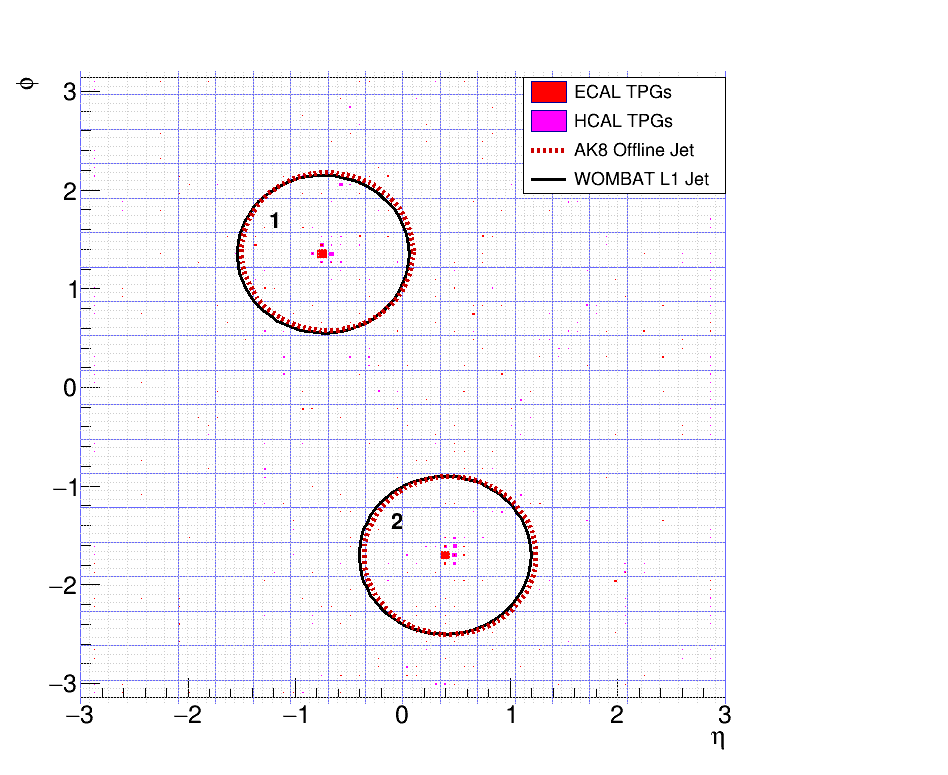 ϕ
3
2
1
0
−1
−2
−3
ECAL TPGs
HCAL TPGs
AK8 Offline Jet
WOMBAT L1 Jet
1
2
−3 −2 −1 0 1 2 3
η